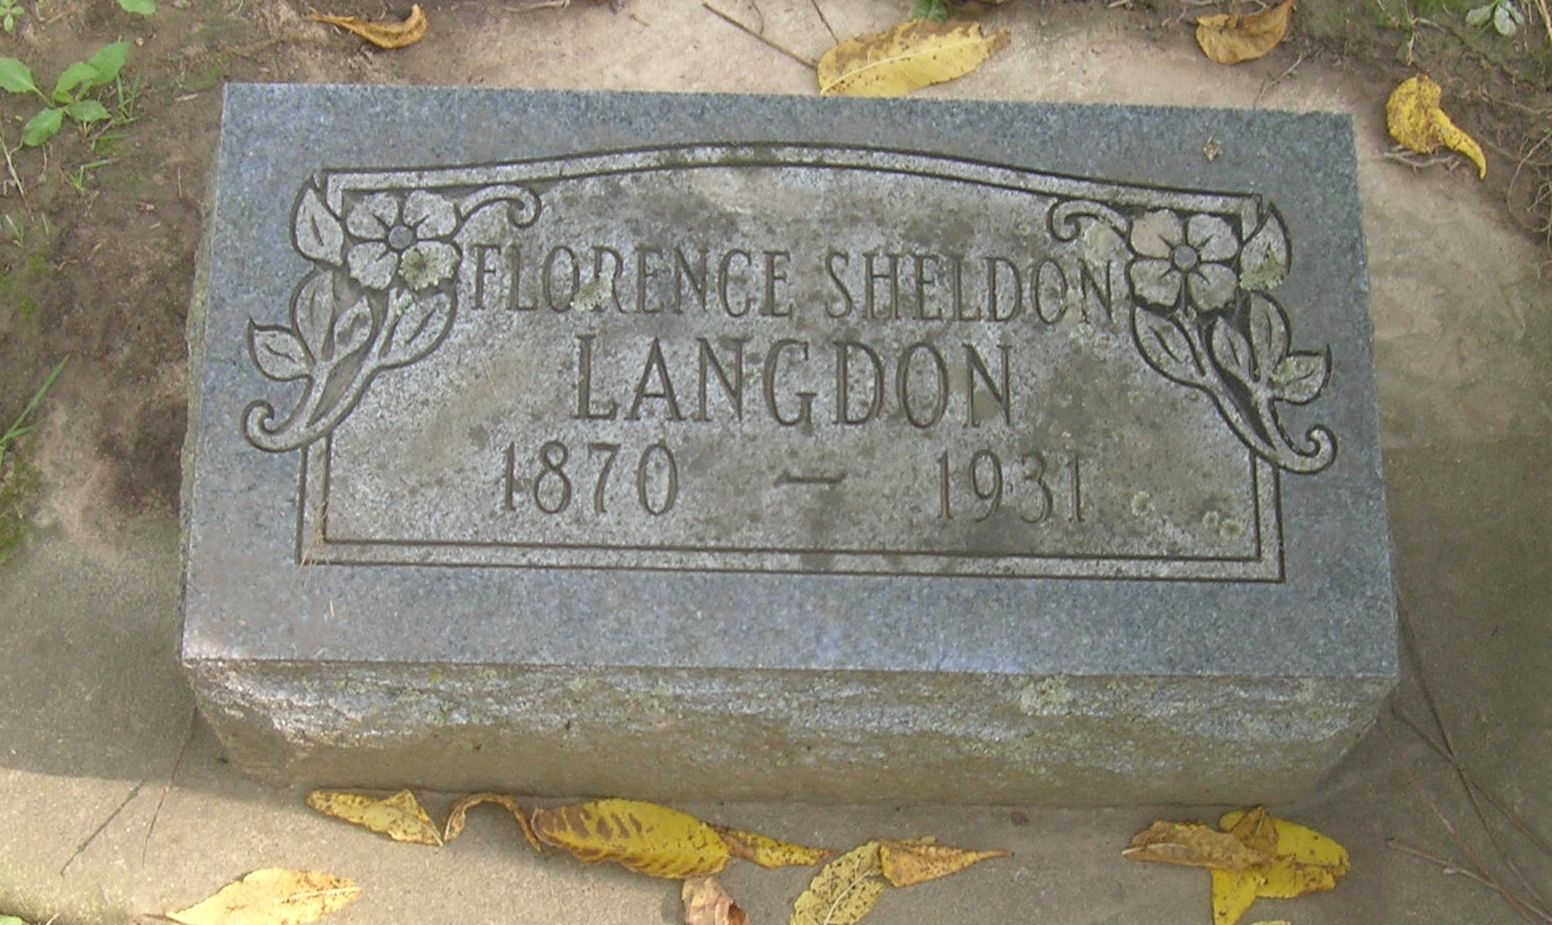 FLORENCE SHELDON
LANGDON
1870 - 1931